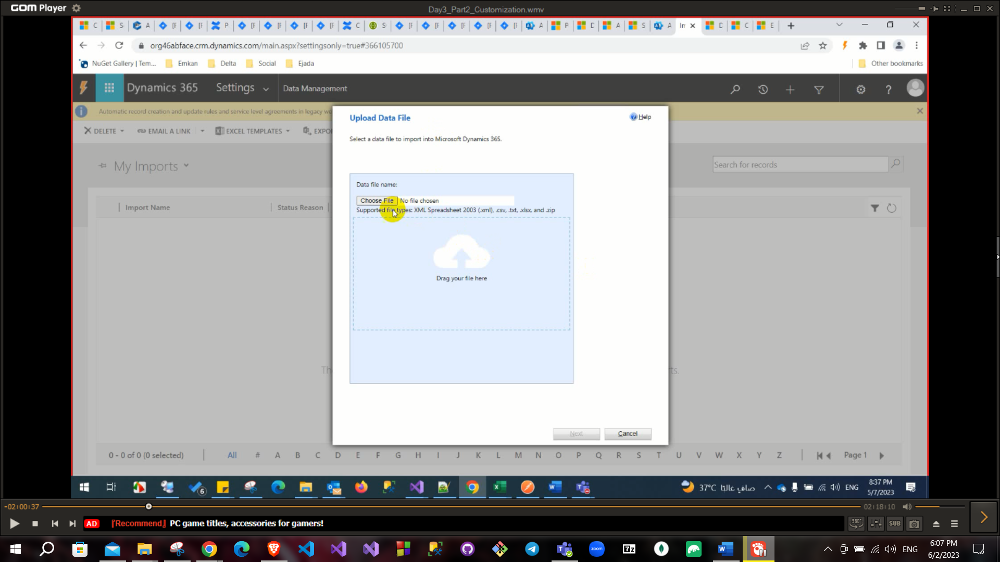 GOM Player
Day3_Part2_Customization.wmv
C S A P C S A P D A S A In D C E
org46abface.crm.dynamics.com/main.aspx?settingsonly=true#366105700
NuGet Gallery | Tem... Emkan Delta Social Ejada Other bookmarks
Dynamics 365 Settings Data Management
Automatic record creation and update rules and service level agreements in legacy we
DELETE EMAIL A LINK EXCEL TEMPLATES EXPO
My Imports
Search for records
Import Name Status Reason
Upload Data File Help
Select a data file to import into Microsoft Dynamics 365.
Data file name:
Choose File No file chosen
Supported file types: XML Spreadsheet 2003 (.xml), .csv, .txt, .xlsx, and .zip
Drag your file here
Next Cancel
0 - 0 of 0 (0 selected) All # A B C D E F G H I J K L M N O P Q R S T U V W X Y Z Page 1
6 37°C صافٍ غالبًا ENG 8:37 PM
5/7/2023
-02:00:37 02:18:10
AD 『Recommend』 PC game titles, accessories for gamers! 360° SUB
zoom 7z ENG 6:07 PM
6/2/2023